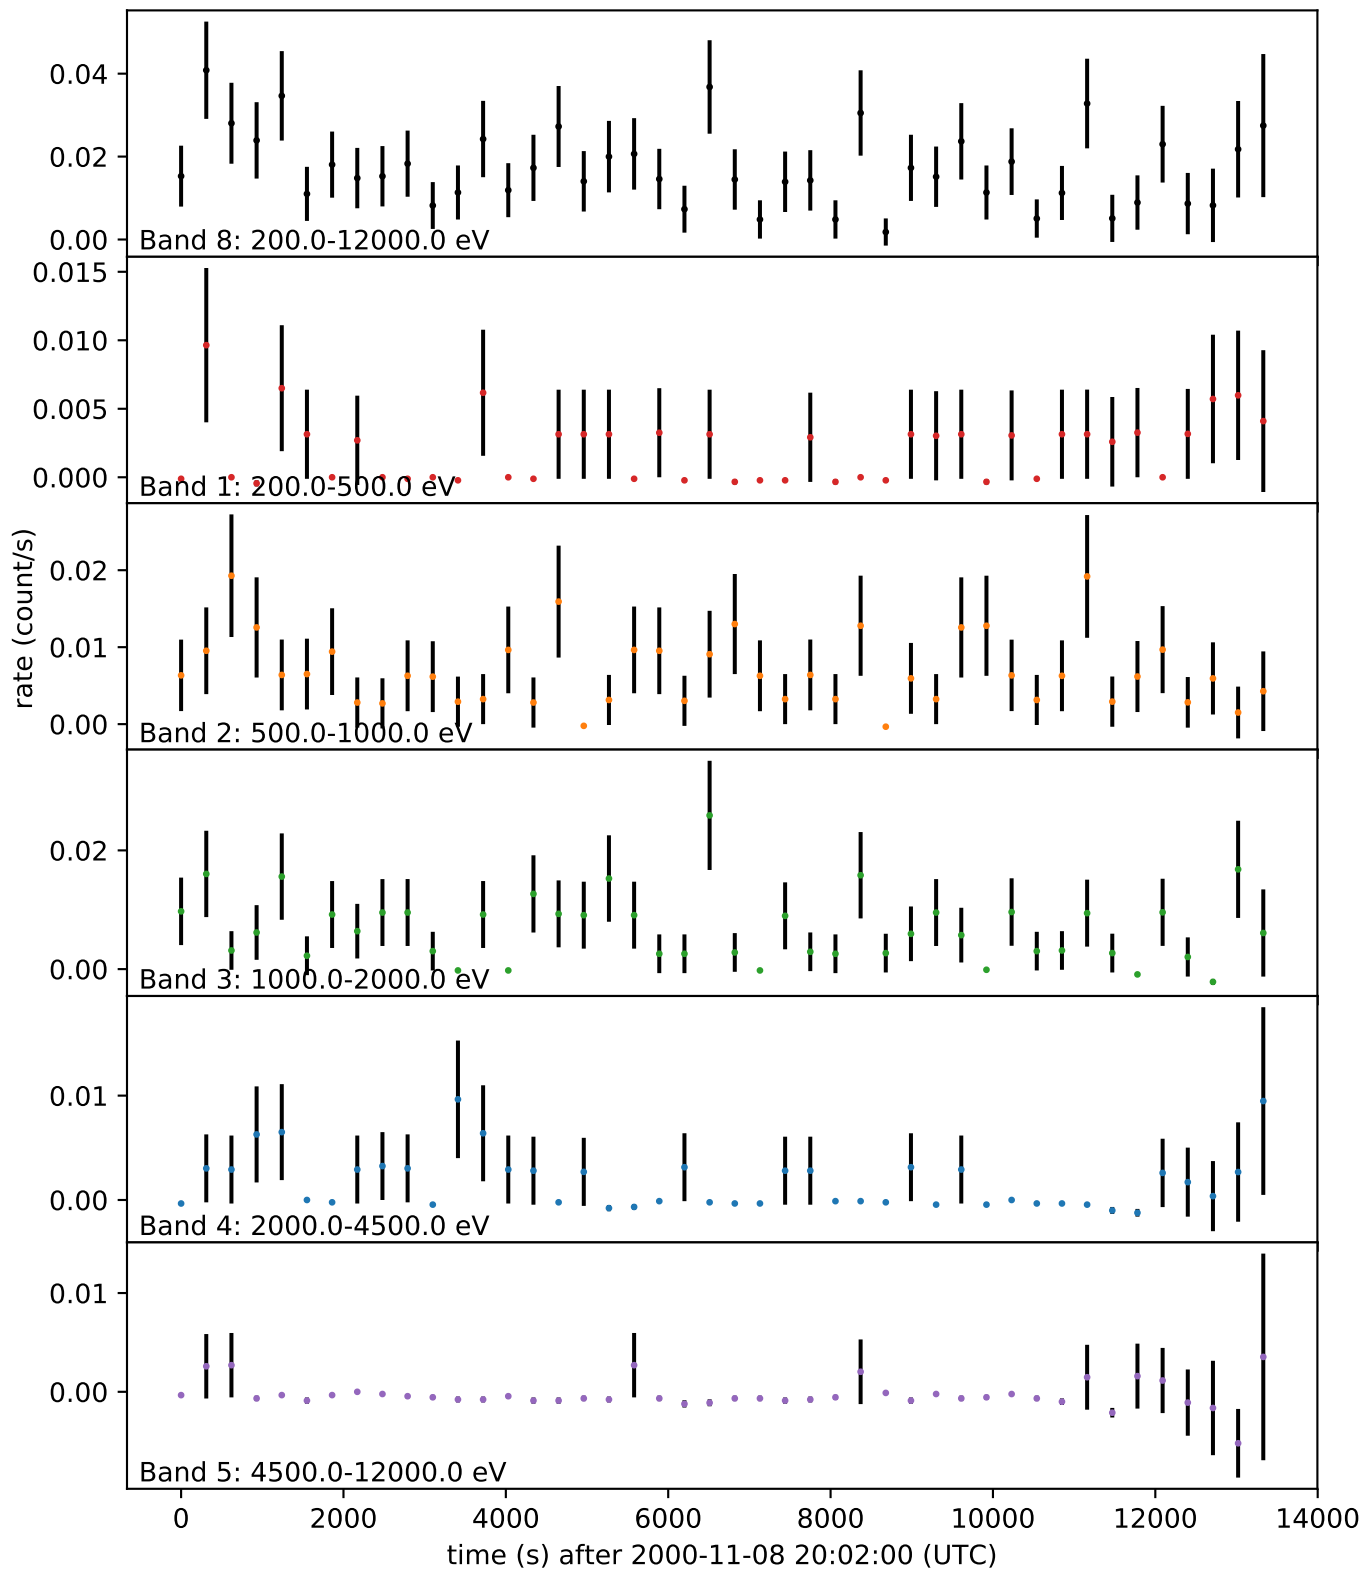 0.04
0.02
0.00
Band 8: 200.0-12000.0 eV
0.015
0.010
0.005
0.000
Band 1: 200.0-500.0 eV
rate (count/s)
0.02
0.01
0.00
Band 2: 500.0-1000.0 eV
0.02
0.00
Band 3: 1000.0-2000.0 eV
0.01
0.00
Band 4: 2000.0-4500.0 eV
0.01
0.00
Band 5: 4500.0-12000.0 eV
0 2000 4000 6000 8000 10000 12000 14000
time (s) after 2000-11-08 20:02:00 (UTC)